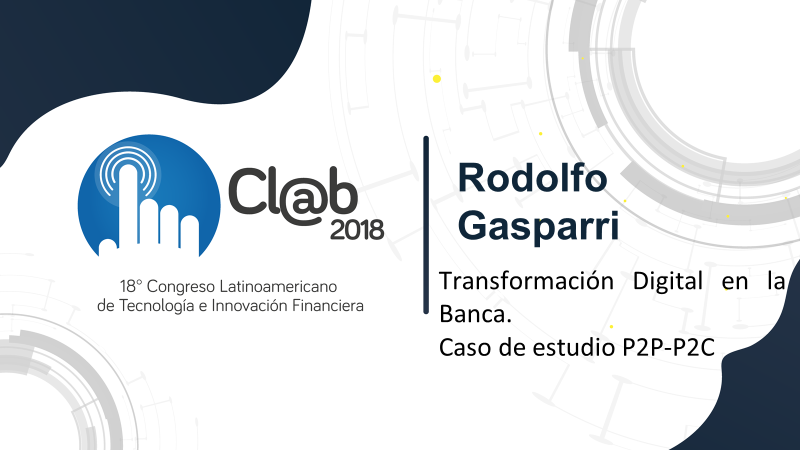 Cl@b
2018
18° Congreso Latinoamericano
de Tecnología e Innovación Financiera
Rodolfo
Gasparri
Transformación Digital en la
Banca.
Caso de estudio P2P-P2C